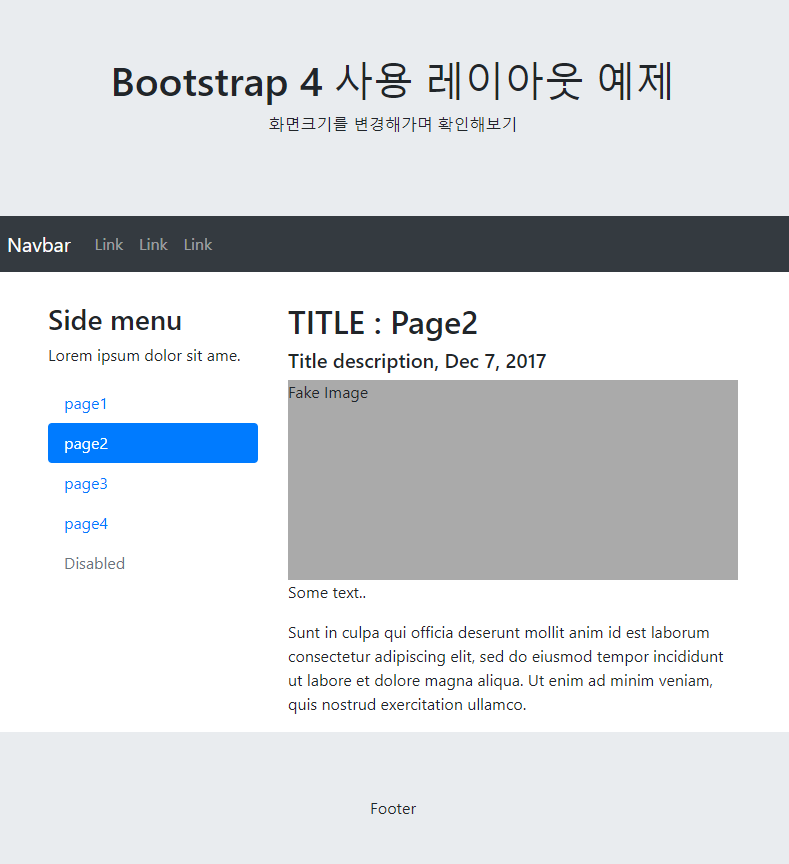 Bootstrap 4 사용 레이아웃 예제
화면크기를 변경해가며 확인해보기
Navbar Link Link Link
Side menu
Lorem ipsum dolor sit ame.
page1
page2
page3
page4
Disabled
TITLE : Page2
Title description, Dec 7, 2017
Fake Image
Some text..
Sunt in culpa qui officia deserunt mollit anim id est laborum
consectetur adipiscing elit, sed do eiusmod tempor incididunt
ut labore et dolore magna aliqua. Ut enim ad minim veniam,
quis nostrud exercitation ullamco.
Footer